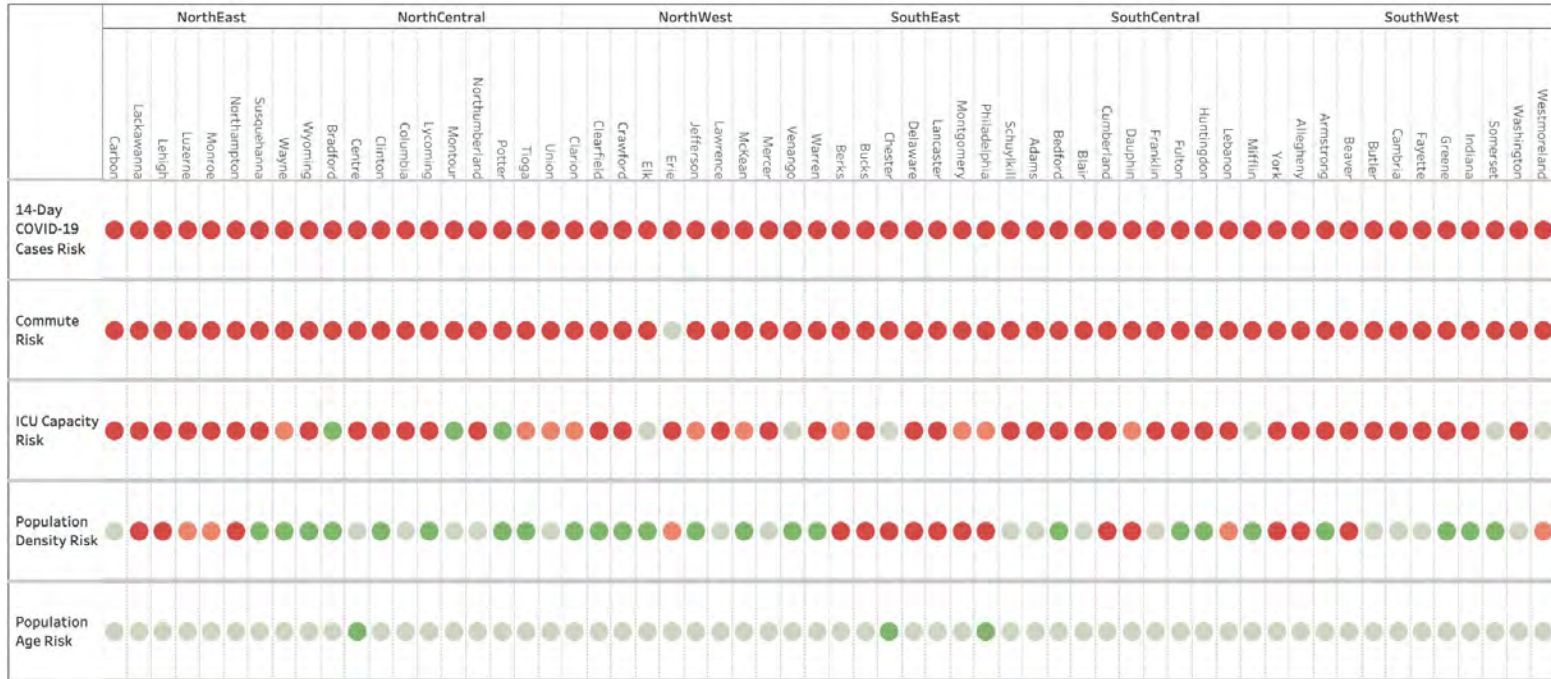 NorthEast
NorthCentral
NorthWest
SouthEast
SouthCentral
SouthWest
Carbon
Lackawanna
Lehigh
Luzerne
Monroe
Northampton
Susquehanna
Wayne
Wyoming
Bradford
Centre
Clinton
Columbia
Lycoming
Montour
Northumberland
Potter
Tioga
Union
Clarion
Clearfield
Crawford
Elk
Erie
Jefferson
Lawrence
McKean
Mercer
Venango
Warren
Berks
Bucks
Chester
Delaware
Lancaster
Montgomery
Philadelphia
Schuylkill
Adams
Bedford
Blair
Cumberland
Dauphin
Franklin
Fulton
Huntingdon
Lebanon
Mifflin
York
Allegheny
Armstrong
Beaver
Butler
Cambria
Fayette
Greene
Indiana
Somerset
Washington
Westmoreland
14-Day
COVID-19
Cases Risk
Commute
Risk
ICU Capacity
Risk
Population
Density Risk
Population
Age Risk